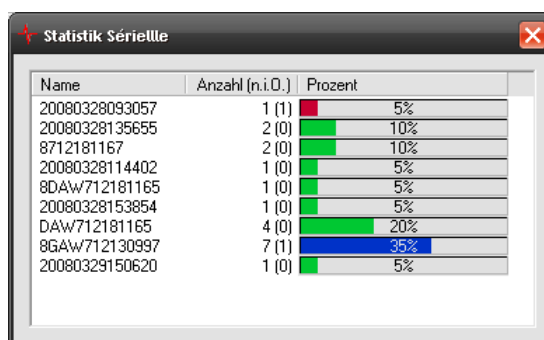 Statistik Sériellle
Name Anzahl (n.i.O.) Prozent
20080328093057 1 (1) 5%
20080328135655 2 (0) 10%
8712181167 2 (0) 10%
20080328114402 1 (0) 5%
8DAW712181165 1 (0) 5%
20080328153854 1 (0) 5%
DAW712181165 4 (0) 20%
8GAW712130997 7 (1) 35%
20080329150620 1 (0) 5%